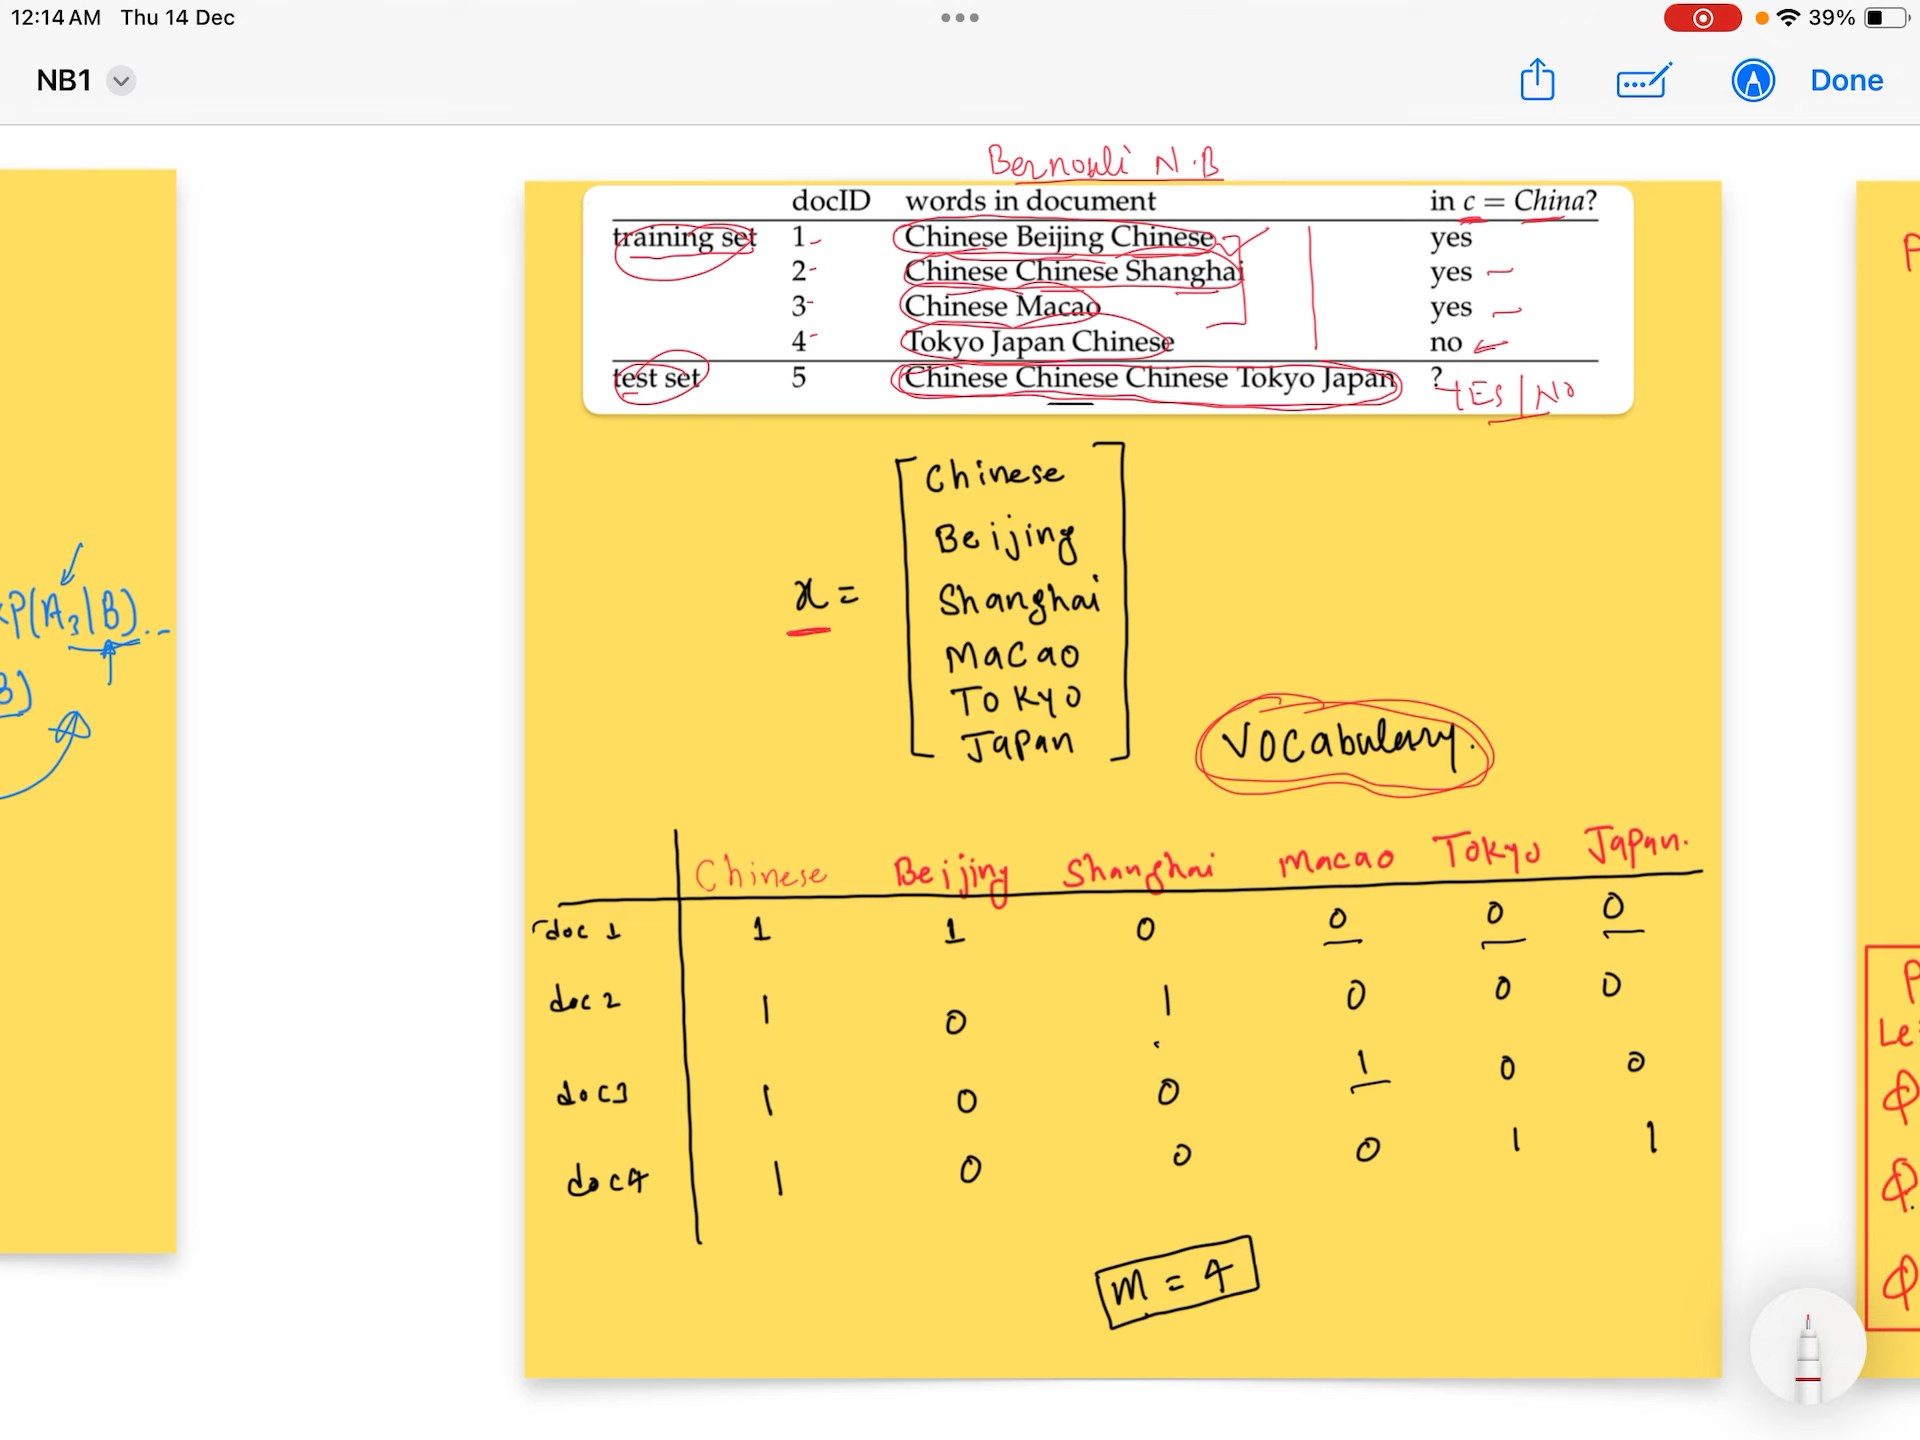 12:14 AM Thu 14 Dec
39%
NB1
Done
Bernouli N.B
docID words in document in c = China?
training set 1 Chinese Beijing Chinese yes
2 Chinese Chinese Shanghai yes
3 Chinese Macao yes
4 Tokyo Japan Chinese no
test set 5 Chinese Chinese Chinese Tokyo Japan ?
YES / NO
Chinese
Beijing
x = Shanghai
Macao
Tokyo
Japan
Vocabulary.
P(A3|B)...
B)
Chinese Beijing Shanghai Macao Tokyo Japan.
doc 1 1 1 0 0 0 0
doc 2 1 0 1 0 0 0
doc 3 1 0 0 1 0 0
doc 4 1 0 0 0 1 1
m = 4
P
P
Le